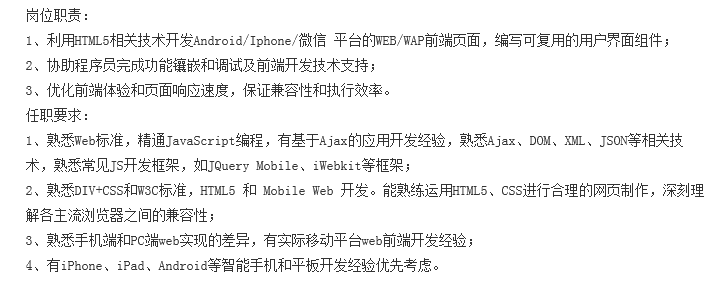 岗位职责：
1、利用HTML5相关技术开发Android/Iphone/微信 平台的WEB/WAP前端页面，编写可复用的用户界面组件；
2、协助程序员完成功能镶嵌和调试及前端开发技术支持；
3、优化前端体验和页面响应速度，保证兼容性和执行效率。
任职要求：
1、熟悉Web标准，精通JavaScript编程，有基于Ajax的应用开发经验，熟悉Ajax、DOM、XML、JSON等相关技
术，熟悉常见JS开发框架，如JQuery Mobile、iWebkit等框架；
2、熟悉DIV+CSS和W3C标准，HTML5 和 Mobile Web 开发。能熟练运用HTML5、CSS进行合理的网页制作，深刻理
解各主流浏览器之间的兼容性；
3、熟悉手机端和PC端web实现的差异，有实际移动平台web前端开发经验；
4、有iPhone、iPad、Android等智能手机和平板开发经验优先考虑。